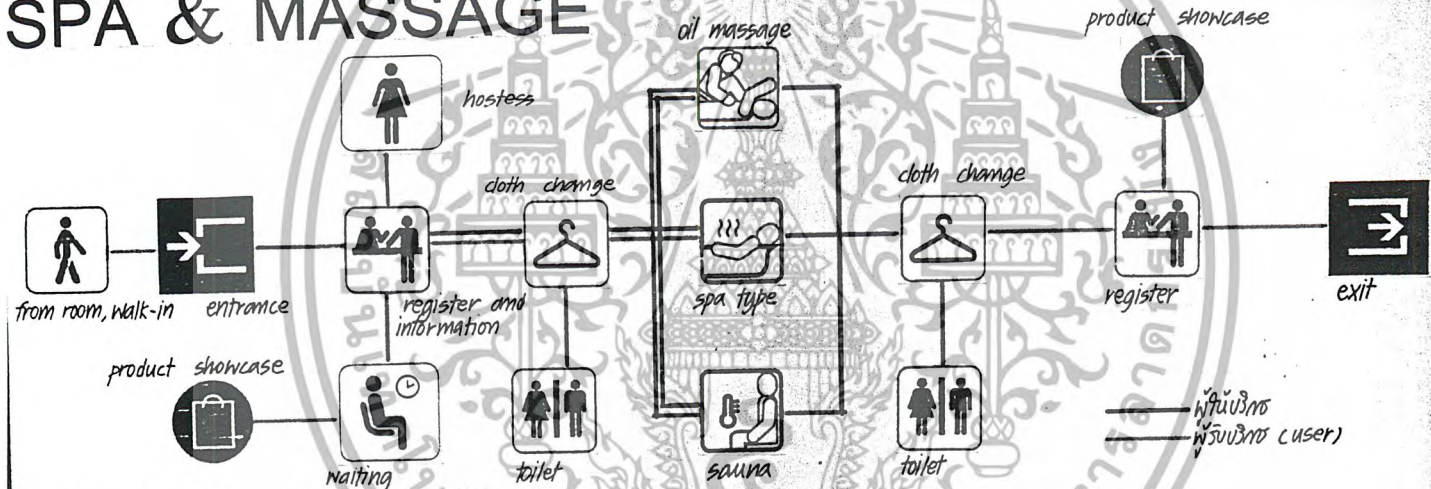 SPA & MASSAGE
oil massage
product showcase
hostess
cloth change
cloth change
from room, walk-in
entrance
register and
information
spa type
register
exit
product showcase
waiting
toilet
sauna
toilet
ผู้ให้บริการ
ผู้รับบริการ (user)